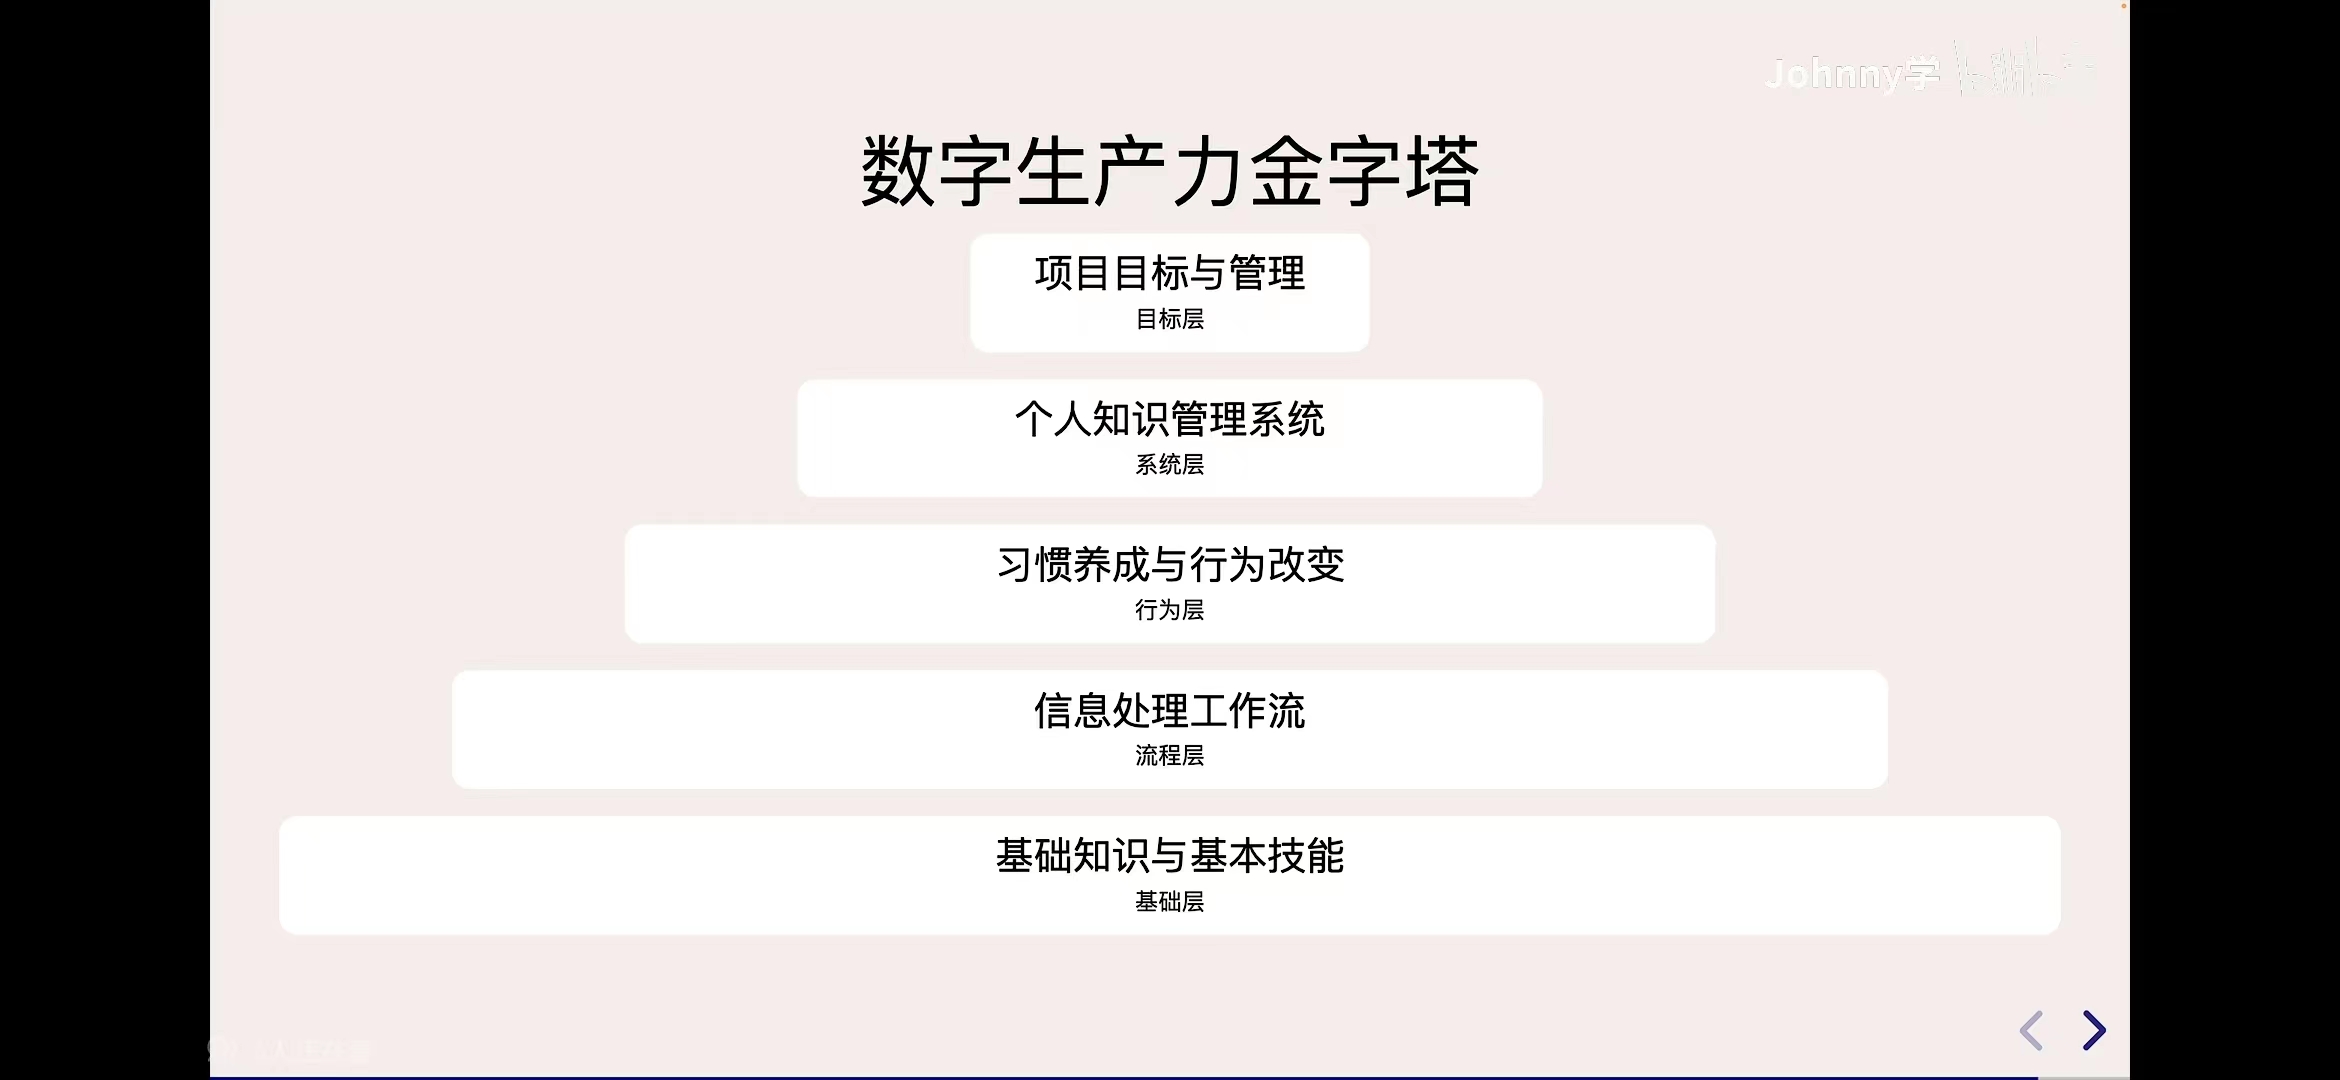 Johnny学
数字生产力金字塔
项目目标与管理
目标层
个人知识管理系统
系统层
习惯养成与行为改变
行为层
信息处理工作流
流程层
基础知识与基本技能
基础层